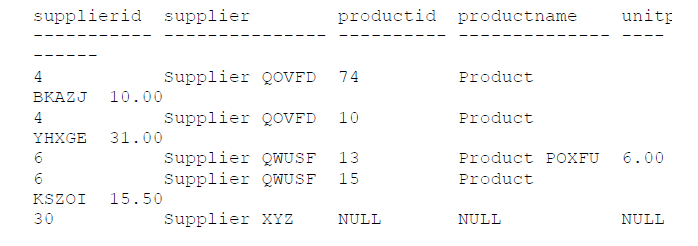 supplierid supplier productid productname unitp
----------- --------------- ---------- -------------- ----
------
4 Supplier QOVFD 74 Product
BKAZJ 10.00
4 Supplier QOVFD 10 Product
YHXGE 31.00
6 Supplier QWUSF 13 Product POXFU 6.00
6 Supplier QWUSF 15 Product
KSZOI 15.50
30 Supplier XYZ NULL NULL NULL